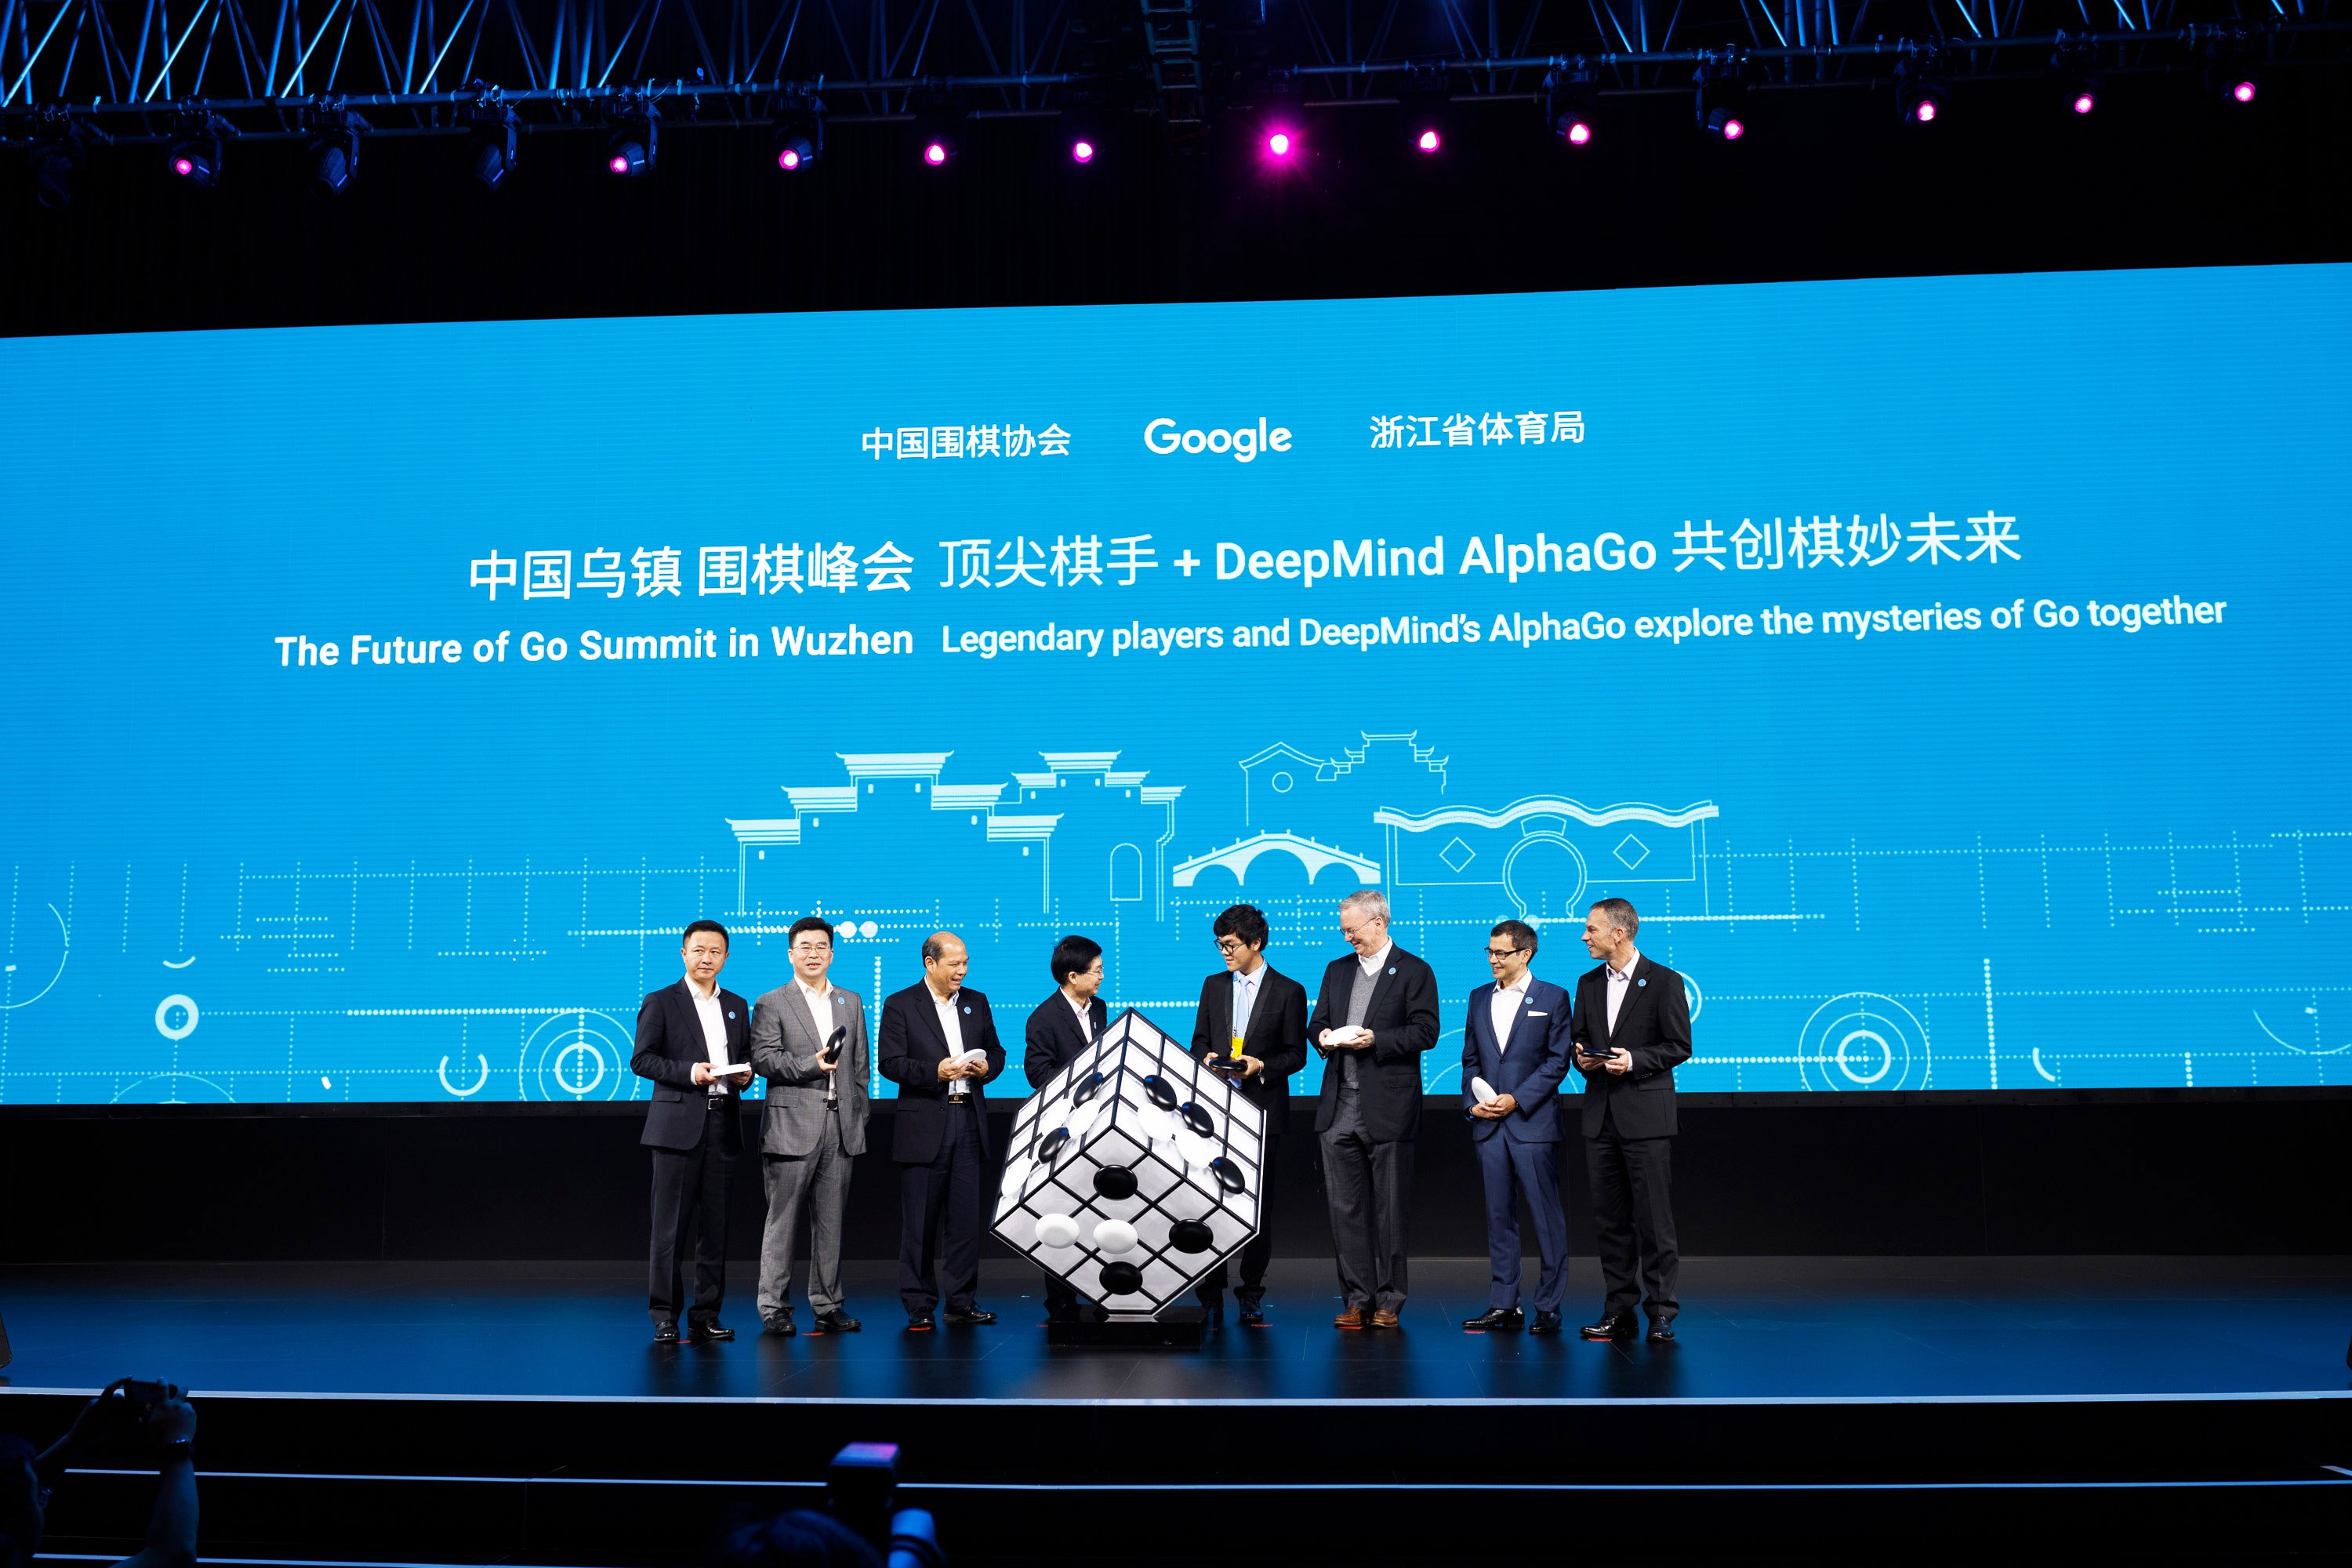 中国围棋协会 Google 浙江省体育局
中国乌镇 围棋峰会 顶尖棋手 + DeepMind AlphaGo 共创棋妙未来
The Future of Go Summit in Wuzhen Legendary players and DeepMind's AlphaGo explore the mysteries of Go together